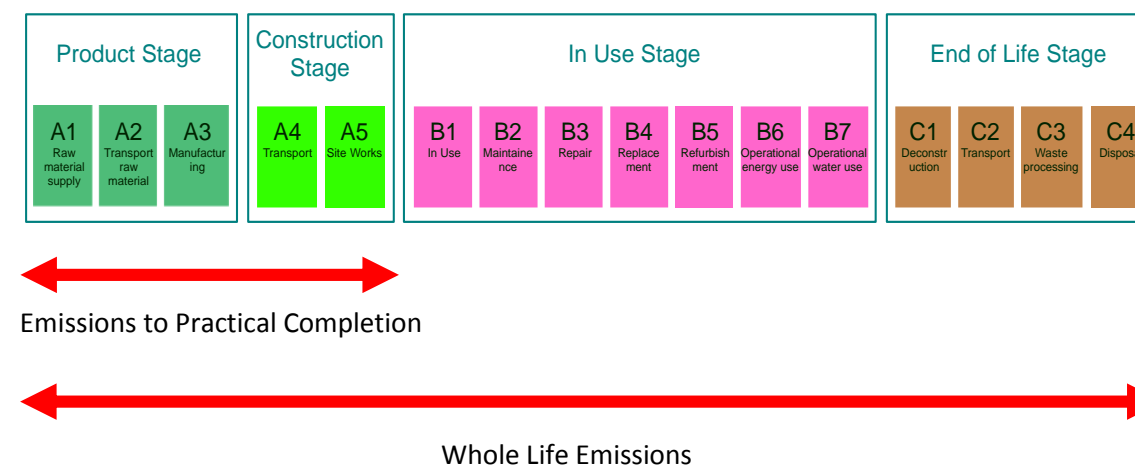 Product Stage
Construction
Stage
In Use Stage
End of Life Stage
A1
Raw
material
supply
A2
Transport
raw
material
A3
Manufactur
ing
A4
Transport
A5
Site Works
B1
In Use
B2
Maintaine
nce
B3
Repair
B4
Replace
ment
B5
Refurbish
ment
B6
Operational
energy use
B7
Operational
water use
C1
Deconstr
uction
C2
Transport
C3
Waste
processing
C4
Disposa
Emissions to Practical Completion
Whole Life Emissions